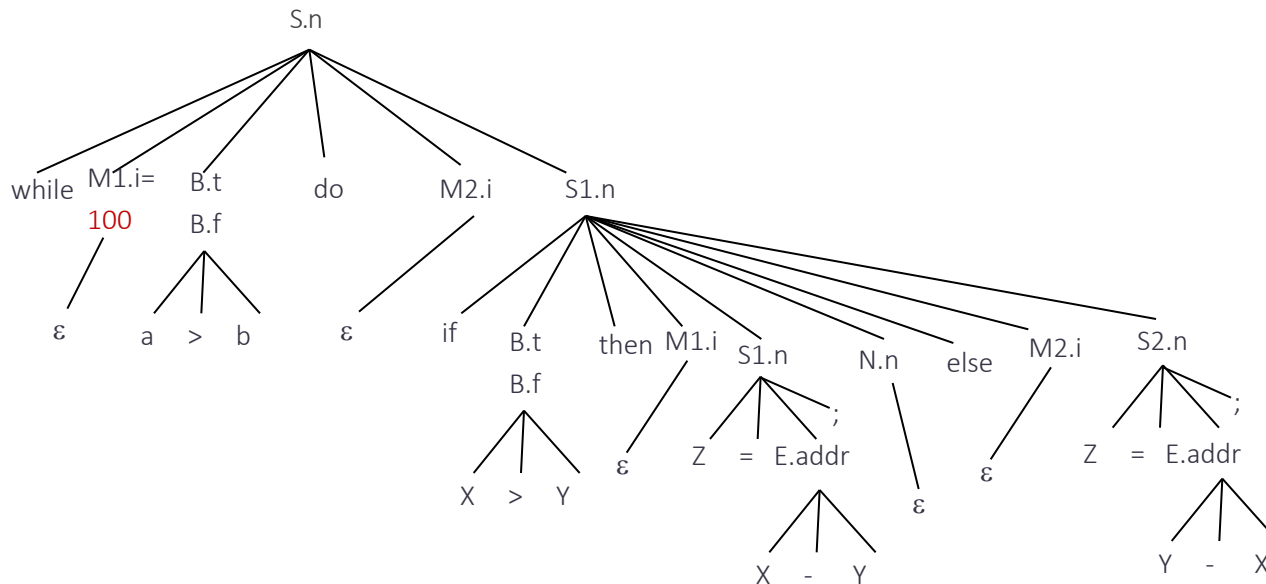 S.n
while M1.i= B.t do M2.i S1.n
100 B.f
ε a > b ε if B.t then M1.i S1.n N.n else M2.i S2.n
B.f
; ;
ε Z = E.addr ε Z = E.addr
X > Y ε
X - Y Y - X